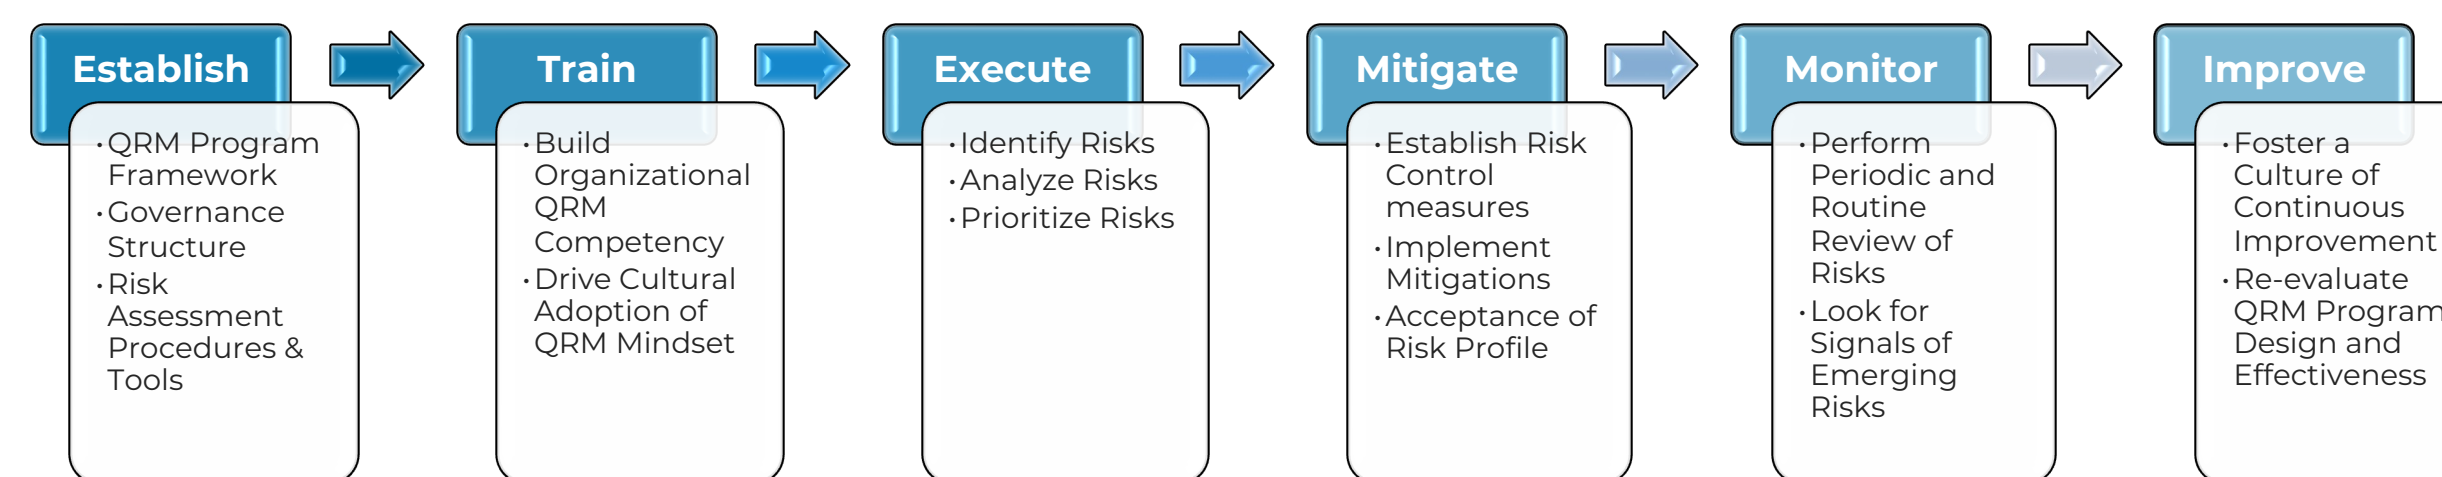 Establish
·QRM Program
Framework
·Governance
Structure
·Risk
Assessment
Procedures &
Tools
Train
·Build
Organizational
QRM
Competency
·Drive Cultural
Adoption of
QRM Mindset
Execute
·Identify Risks
·Analyze Risks
·Prioritize Risks
Mitigate
·Establish Risk
Control
measures
·Implement
Mitigations
·Acceptance of
Risk Profile
Monitor
·Perform
Periodic and
Routine
Review of
Risks
·Look for
Signals of
Emerging
Risks
Improve
·Foster a
Culture of
Continuous
Improvement
·Re-evaluate
QRM Program
Design and
Effectiveness